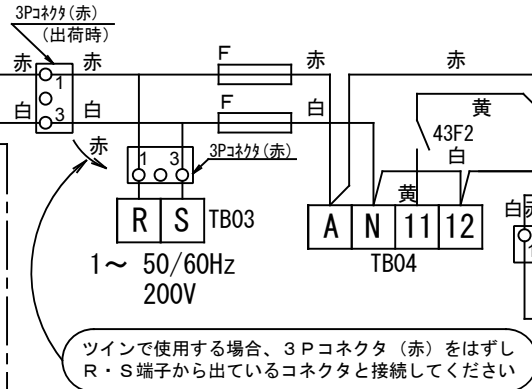 3Pコネクタ(赤)
(出荷時)
赤
1
赤
F
赤
赤
白
3
白
F
白
黄
43F2
赤
1
3
3Pコネクタ(赤)
白
黄
R S TB03
A N 11 12
TB04
白
1～ 50/60Hz
200V
ツインで使用する場合、３Ｐコネクタ（赤）をはずし
Ｒ・Ｓ端子から出ているコネクタと接続してください